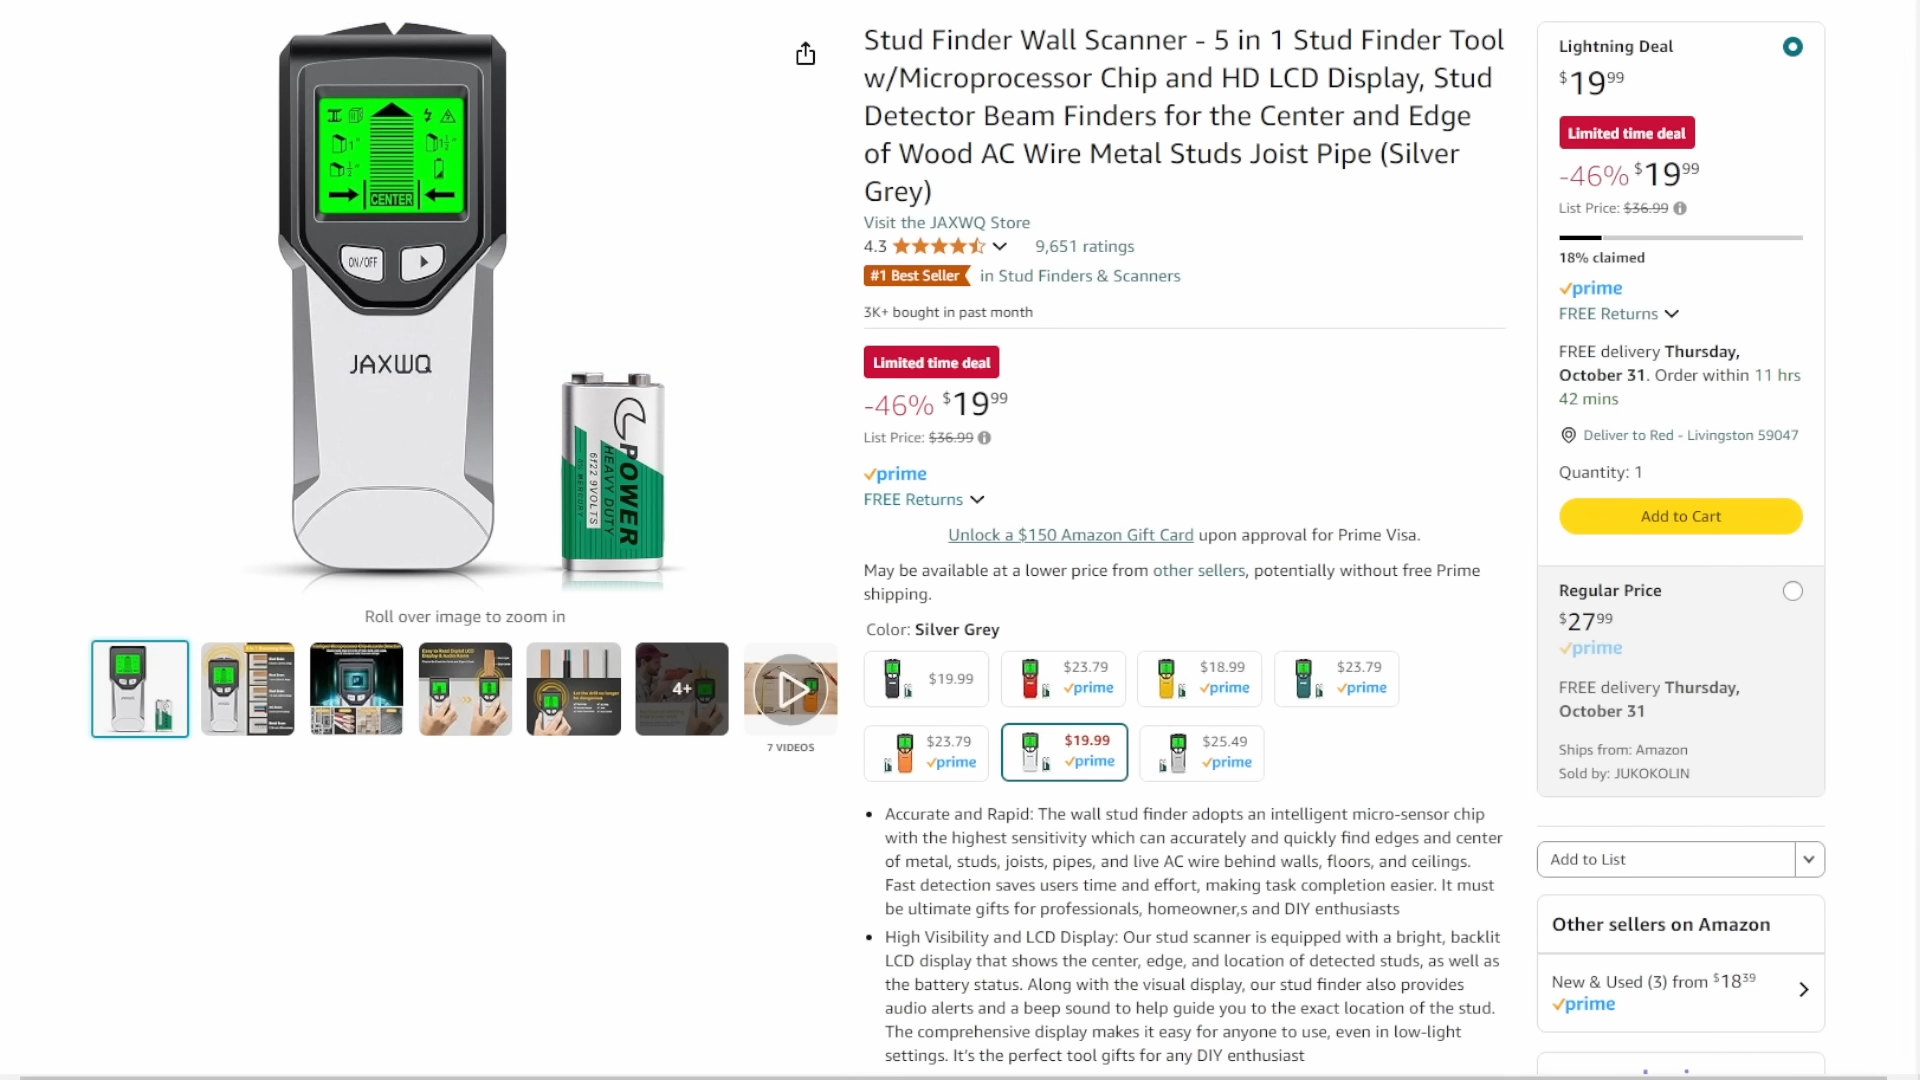 1"
1½"
½"
CENTER
ON/OFF
JAXWQ
POWER
HEAVY DUTY
6F22 9VOLTS
Roll over image to zoom in
4+
7 VIDEOS
Stud Finder Wall Scanner - 5 in 1 Stud Finder Tool
w/Microprocessor Chip and HD LCD Display, Stud
Detector Beam Finders for the Center and Edge
of Wood AC Wire Metal Studs Joist Pipe (Silver
Grey)
Visit the JAXWQ Store
4.3 9,651 ratings
#1 Best Seller in Stud Finders & Scanners
3K+ bought in past month
Limited time deal
-46% $19 99
List Price: $36.99
prime
FREE Returns
Unlock a $150 Amazon Gift Card upon approval for Prime Visa.
May be available at a lower price from other sellers, potentially without free Prime
shipping.
Color: Silver Grey
$19.99
$23.79
prime
$18.99
prime
$23.79
prime
$23.79
prime
$19.99
prime
$25.49
prime
Accurate and Rapid: The wall stud finder adopts an intelligent micro-sensor chip
with the highest sensitivity which can accurately and quickly find edges and center
of metal, studs, joists, pipes, and live AC wire behind walls, floors, and ceilings.
Fast detection saves users time and effort, making task completion easier. It must
be ultimate gifts for professionals, homeowner,s and DIY enthusiasts
High Visibility and LCD Display: Our stud scanner is equipped with a bright, backlit
LCD display that shows the center, edge, and location of detected studs, as well as
the battery status. Along with the visual display, our stud finder also provides
audio alerts and a beep sound to help guide you to the exact location of the stud.
The comprehensive display makes it easy for anyone to use, even in low-light
settings. It's the perfect tool gifts for any DIY enthusiast
Lightning Deal
$19 99
Limited time deal
-46% $19 99
List Price: $36.99
18% claimed
prime
FREE Returns
FREE delivery Thursday,
October 31. Order within 11 hrs
42 mins
Deliver to Red - Livingston 59047
Quantity: 1
Add to Cart
Regular Price
$27 99
prime
FREE delivery Thursday,
October 31
Ships from: Amazon
Sold by: JUKOKOLIN
Add to List
Other sellers on Amazon
New & Used (3) from $18 39
prime